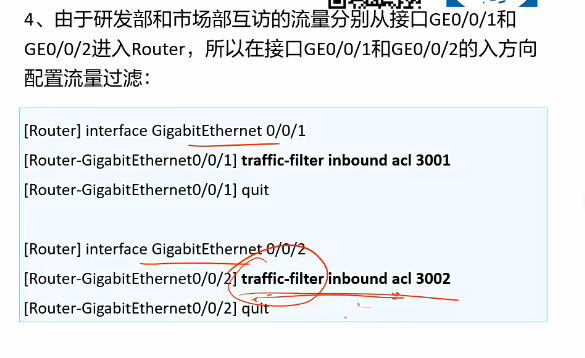 4、由于研发部和市场部互访的流量分别从接口GE0/0/1和
GE0/0/2进入Router，所以在接口GE0/0/1和GE0/0/2的入方向
配置流量过滤：
[Router] interface GigabitEthernet 0/0/1
[Router-GigabitEthernet0/0/1] traffic-filter inbound acl 3001
[Router-GigabitEthernet0/0/1] quit
[Router] interface GigabitEthernet 0/0/2
[Router-GigabitEthernet0/0/2] traffic-filter inbound acl 3002
[Router-GigabitEthernet0/0/2] quit